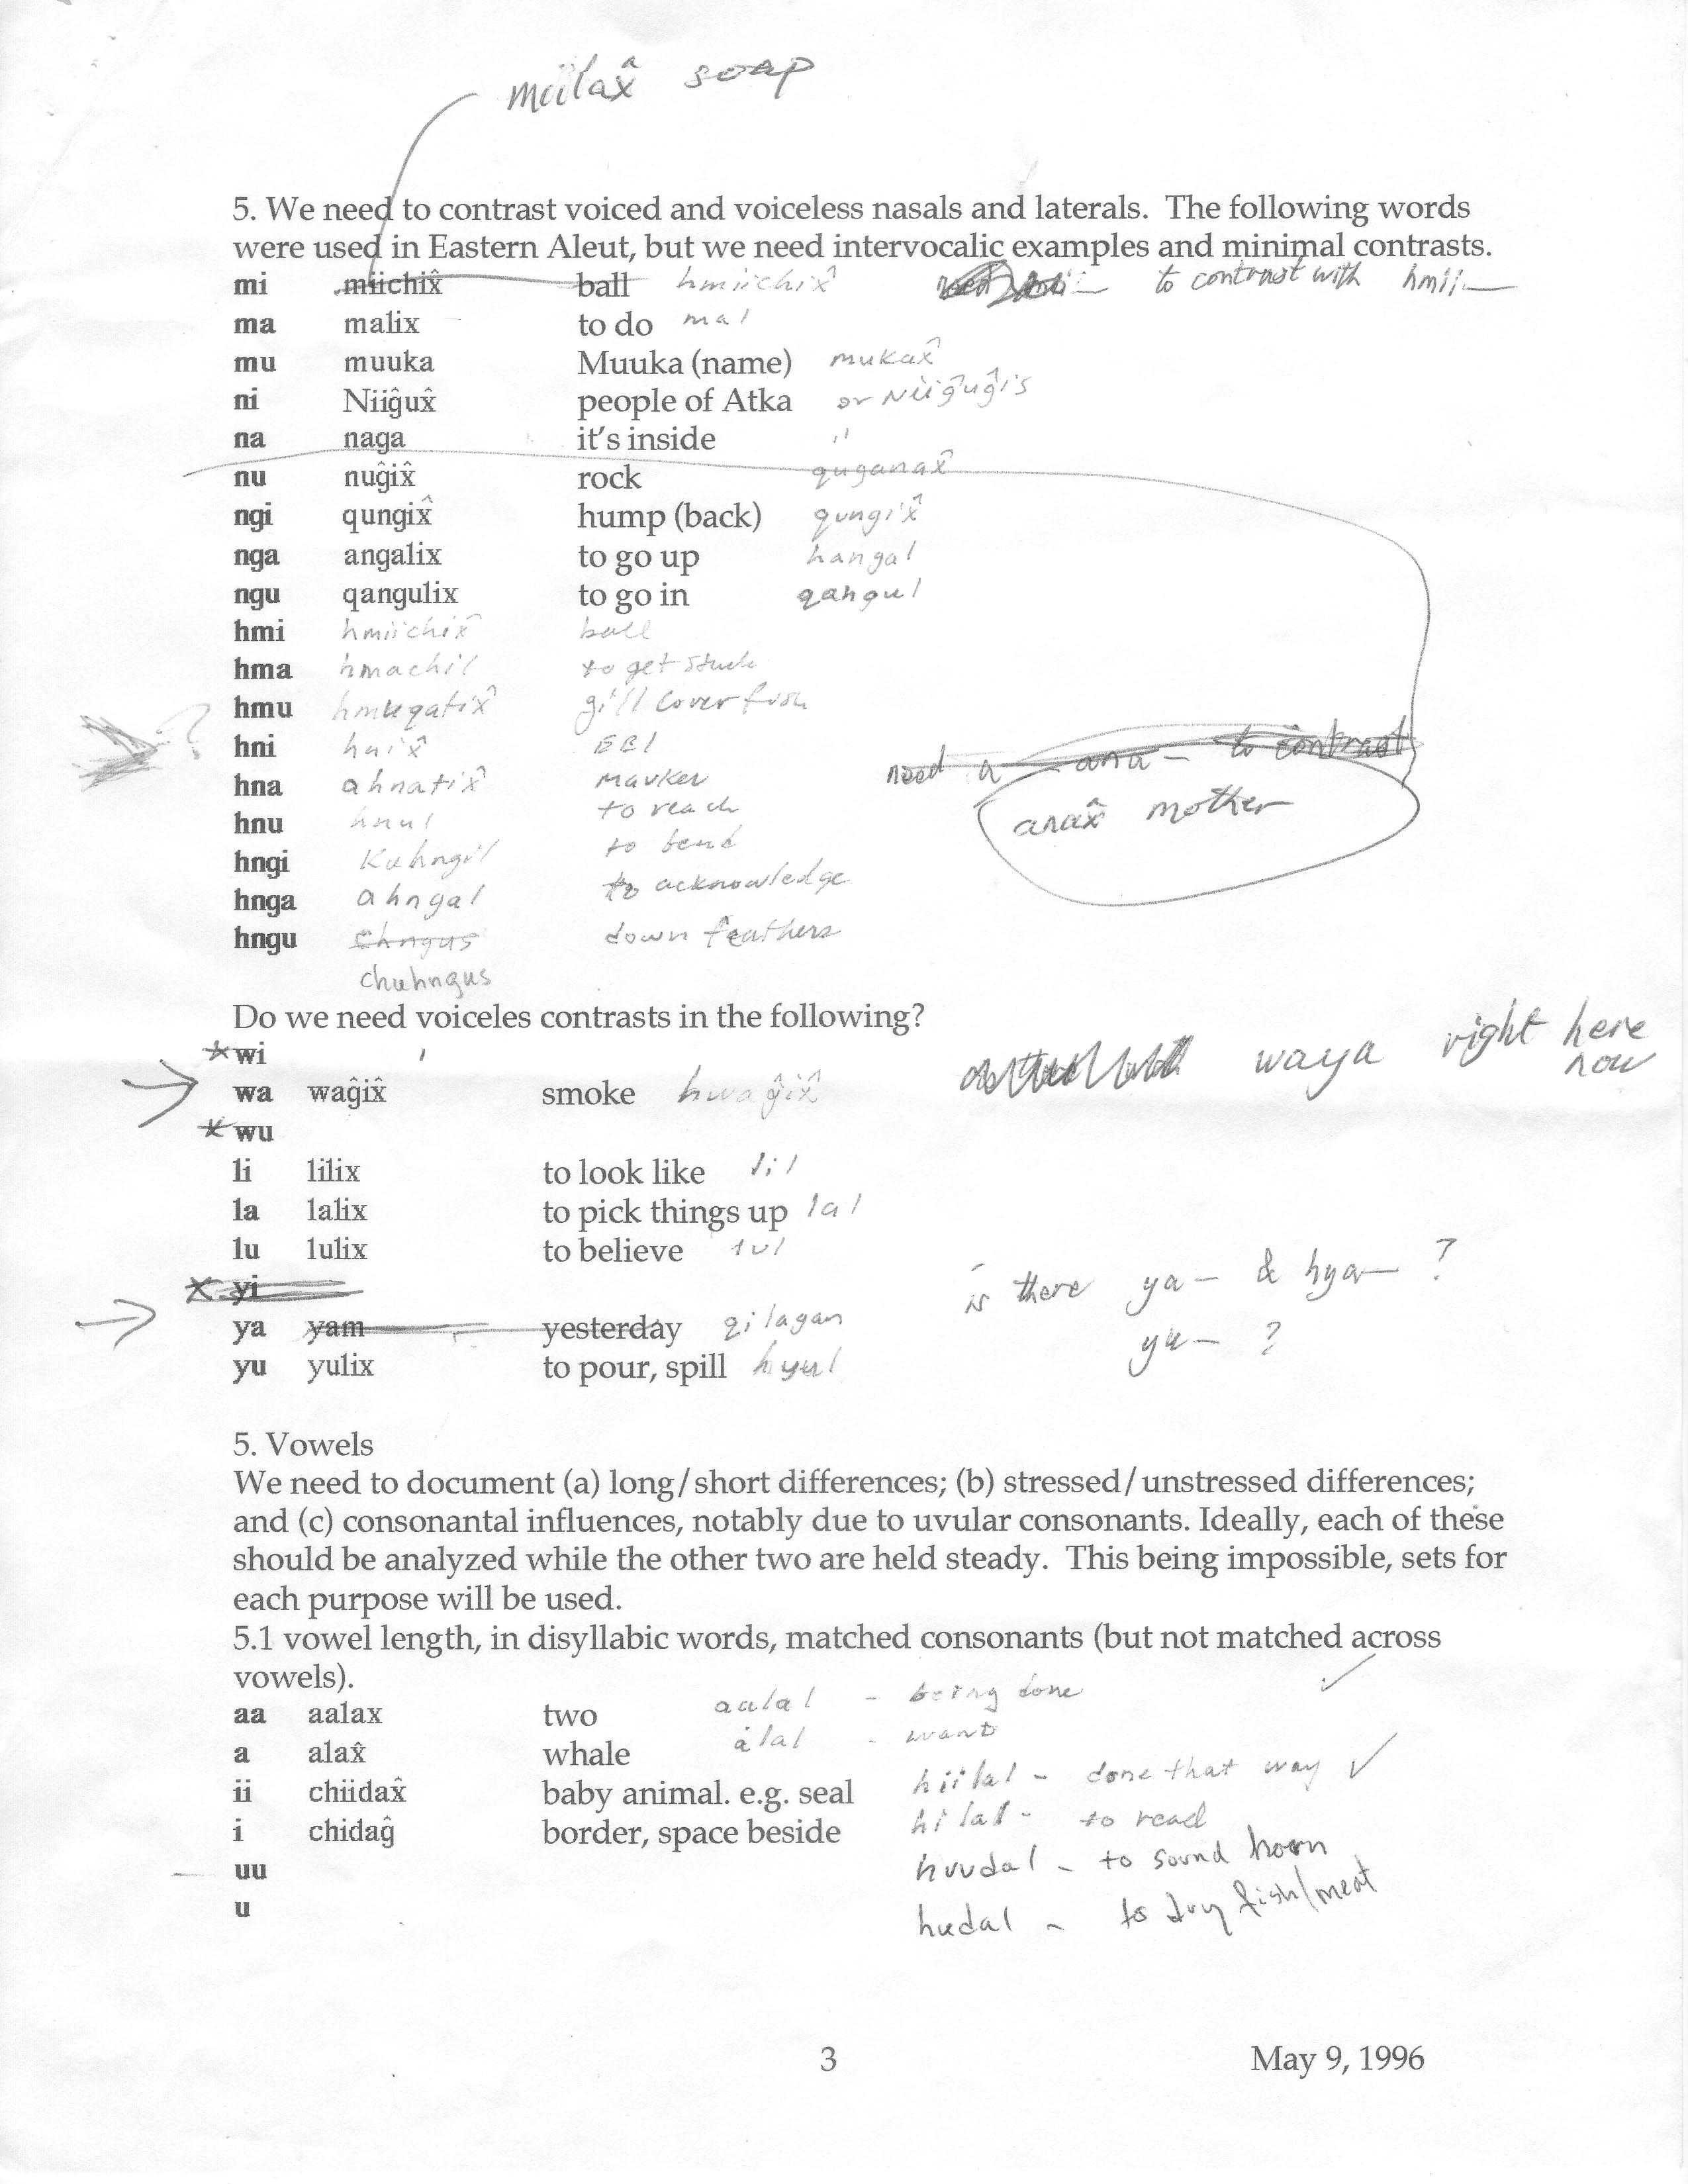 miilax̂ soap
5. We need to contrast voiced and voiceless nasals and laterals. The following words
were used in Eastern Aleut, but we need intervocalic examples and minimal contrasts.
mi miichix̂ ball hmiichix̂ to contrast with hmii—
ma malix to do mal
mu muuka Muuka (name) mukax̂
ni Niiĝux̂ people of Atka or Niiĝuĝis
na naga it's inside "
nu nuĝix̂ rock quganax̂
ngi qungix̂ hump (back) qungix̂
nga angalix to go up hangal
ngu qangulix to go in qangul
hmi hmiichix̂ ball
hma hmachil to get stuck
hmu hmuqatix̂ gill cover fish
? hni hnix̂ EEl
need a —ana— to contrast
hna ahnatix̂ Marker
anax̂ mother
hnu hnul to reach
hngi Kuhngil to bend
hnga ahngal to acknowledge
hngu chngus down feathers
chuhngus
Do we need voiceles contrasts in the following?
*wi
waya right here now
wa waĝix̂ smoke hwaĝix̂
*wu
li lilix to look like lil
la lalix to pick things up lal
lu lulix to believe lul
* yi
is there ya— & hya— ?
ya yam yesterday qilagan
yu— ?
yu yulix to pour, spill hyul
5. Vowels
We need to document (a) long/short differences; (b) stressed/unstressed differences;
and (c) consonantal influences, notably due to uvular consonants. Ideally, each of these
should be analyzed while the other two are held steady. This being impossible, sets for
each purpose will be used.
5.1 vowel length, in disyllabic words, matched consonants (but not matched across
vowels).
aa aalax two aalal - being done ✓
a alax̂ whale alal - want
ii chiidax̂ baby animal. e.g. seal hiilal - done that way ✓
i chidaĝ border, space beside hilal - to read
uu huudal - to sound horn
u hudal - to dry fish/meat
3 May 9, 1996